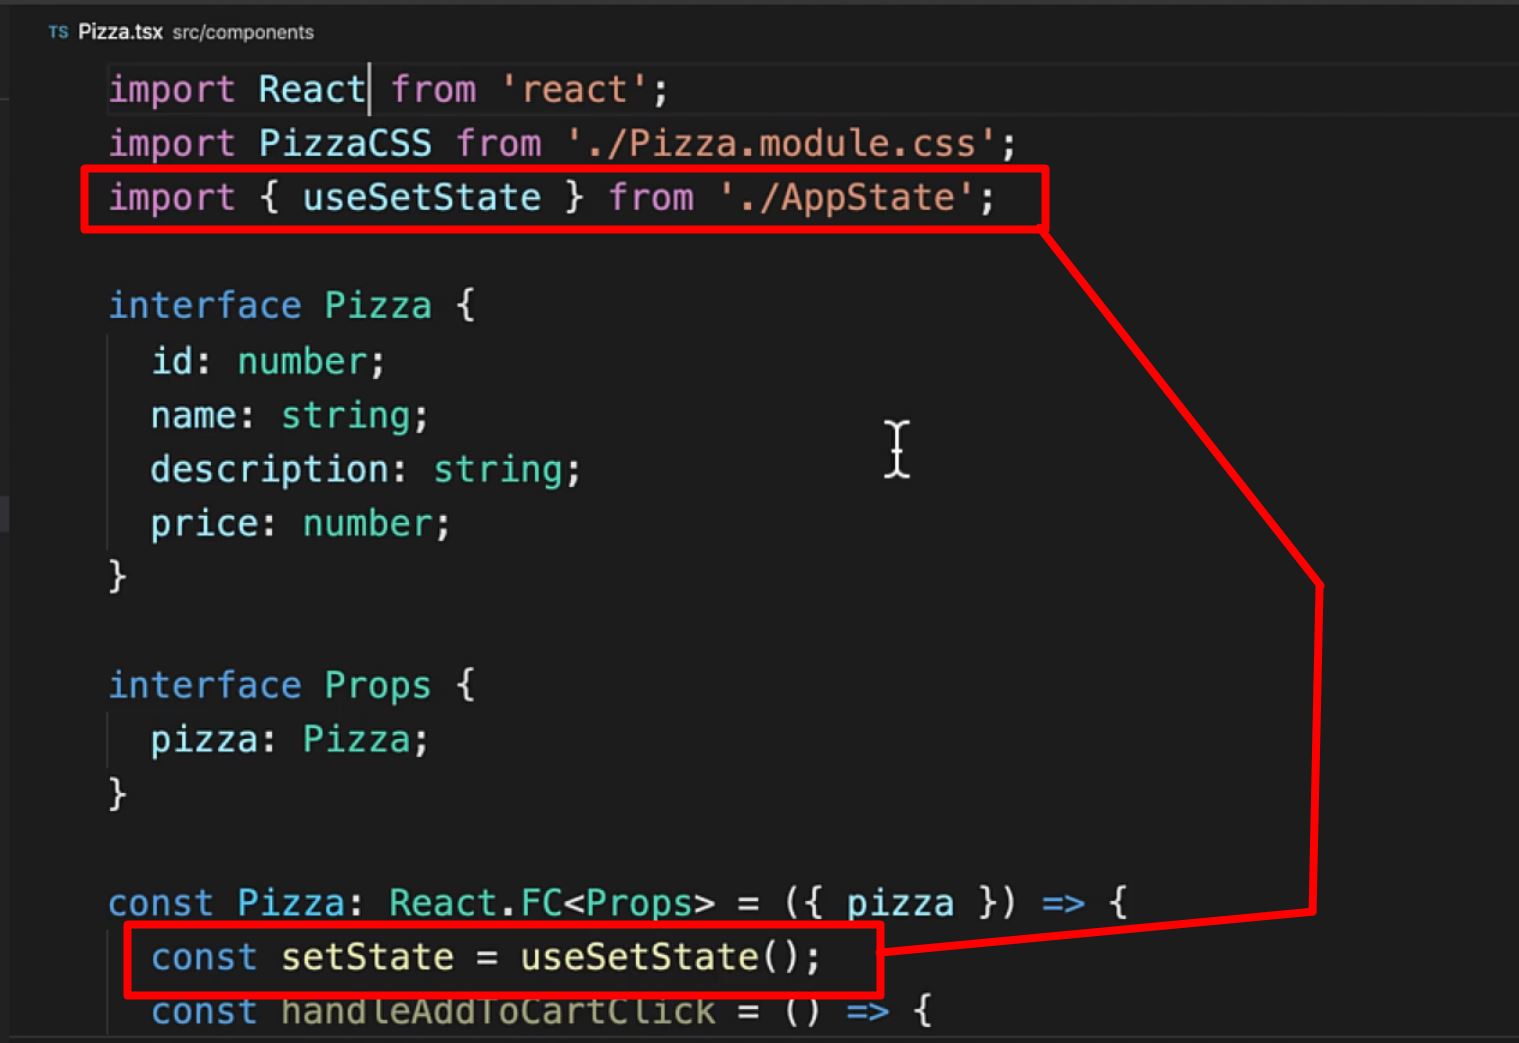 TS Pizza.tsx src/components
import React from 'react';
import PizzaCSS from './Pizza.module.css';
import { useSetState } from './AppState';
interface Pizza {
id: number;
name: string;
description: string;
price: number;
}
interface Props {
pizza: Pizza;
}
const Pizza: React.FC<Props> = ({ pizza }) => {
const setState = useSetState();
const handleAddToCartClick = () => {